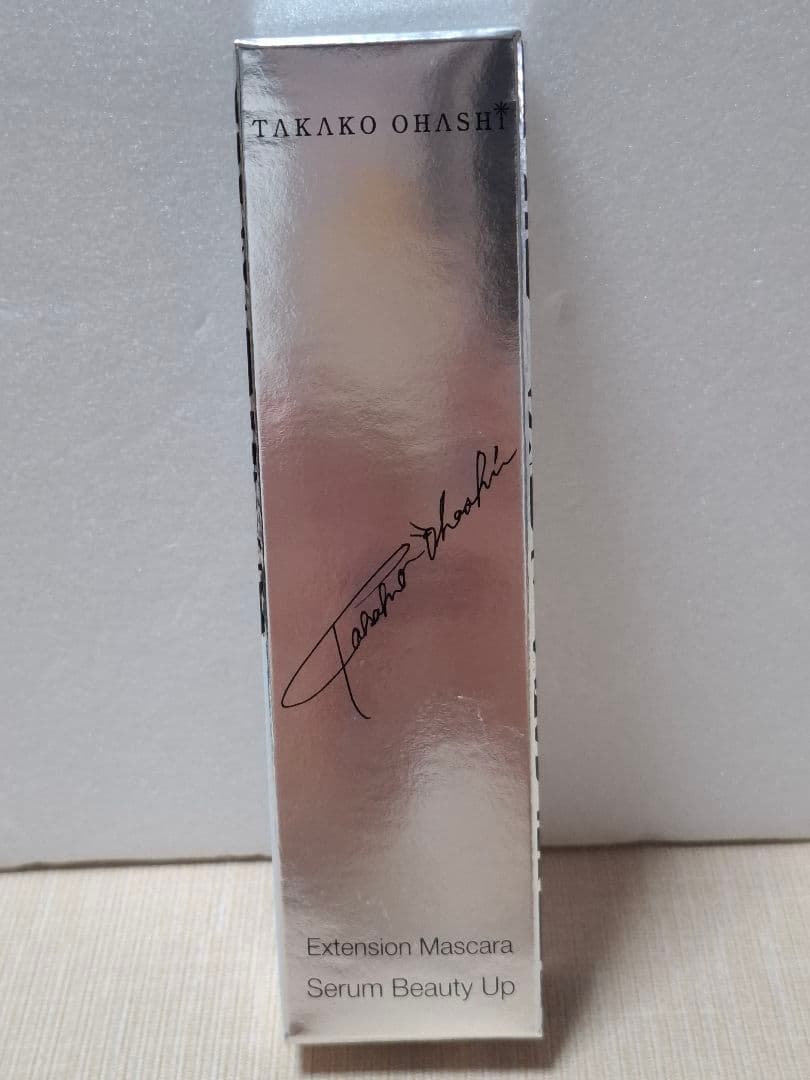 TAKAKO OHASHI
Takako Ohashi
Extension Mascara
Serum Beauty Up